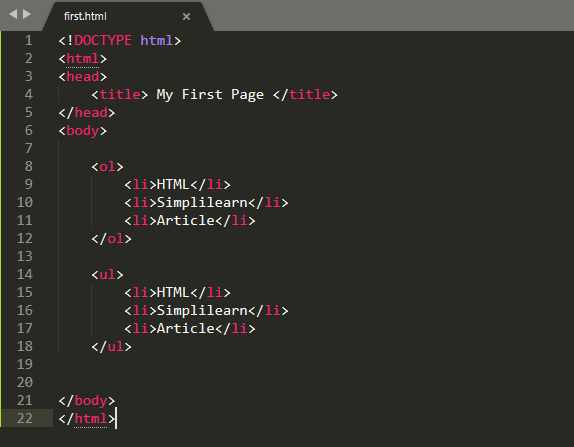 first.html ×
1 <!DOCTYPE html>
2 <html>
3 <head>
4     <title> My First Page </title>
5 </head>
6 <body>
7
8     <ol>
9         <li>HTML</li>
10         <li>Simplilearn</li>
11         <li>Article</li>
12     </ol>
13
14     <ul>
15         <li>HTML</li>
16         <li>Simplilearn</li>
17         <li>Article</li>
18     </ul>
19
20
21 </body>
22 </html>